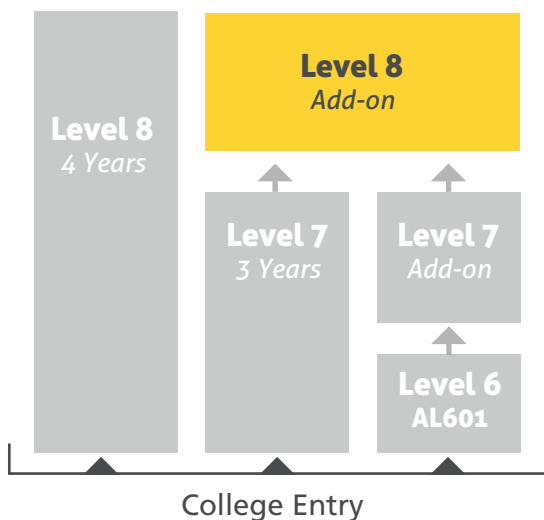 Level 8
4 Years
Level 8
Add-on
Level 7
3 Years
Level 7
Add-on
Level 6
AL601
College Entry